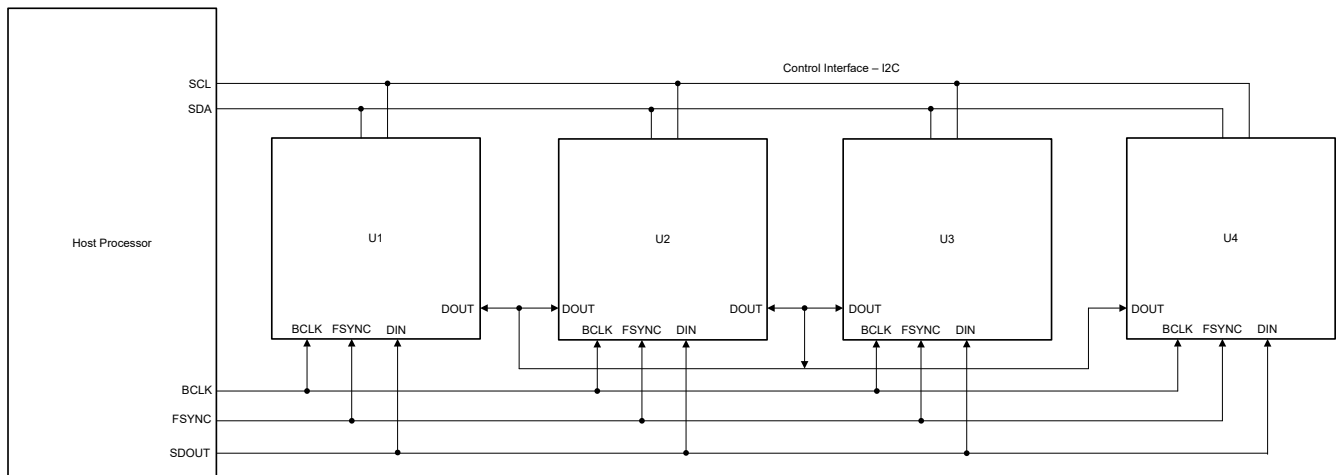 Control Interface – I2C
SCL
SDA
Host Processor
U1
U2
U3
U4
DOUT
DOUT
DOUT
DOUT
DOUT
BCLK FSYNC DIN
BCLK FSYNC DIN
BCLK FSYNC DIN
BCLK FSYNC DIN
BCLK
FSYNC
SDOUT